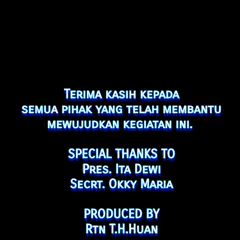 Terima kasih kepada
semua pihak yang telah membantu
mewujudkan kegiatan ini.
SPECIAL THANKS TO
Pres. Ita Dewi
Secrt. Okky Maria
PRODUCED BY
Rtn T.H.Huan